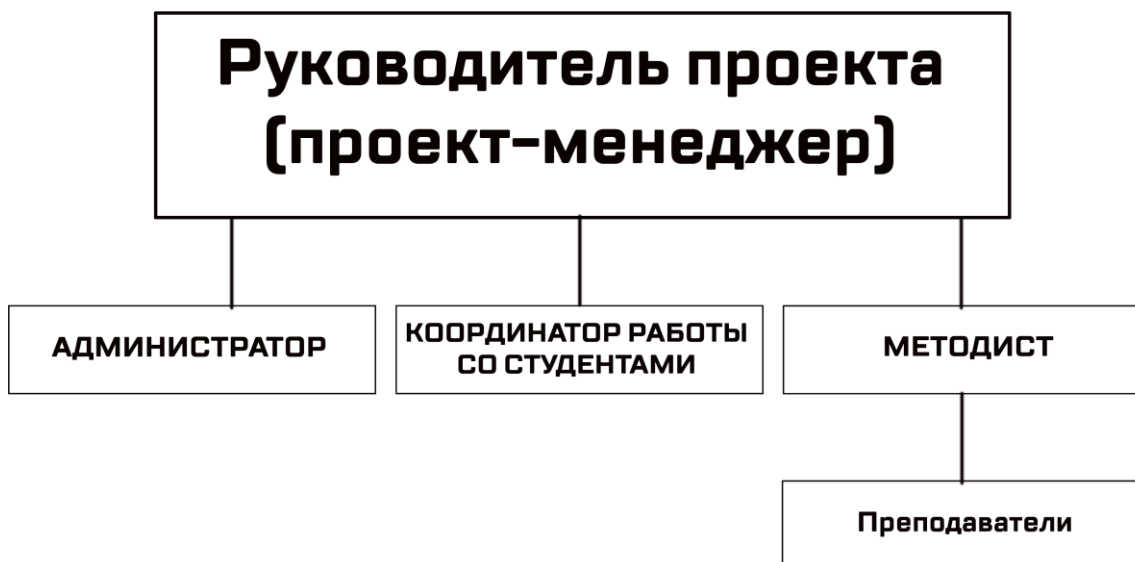 Руководитель проекта
(проект-менеджер)
АДМИНИСТРАТОР
КООРДИНАТОР РАБОТЫ
СО СТУДЕНТАМИ
МЕТОДИСТ
Преподаватели